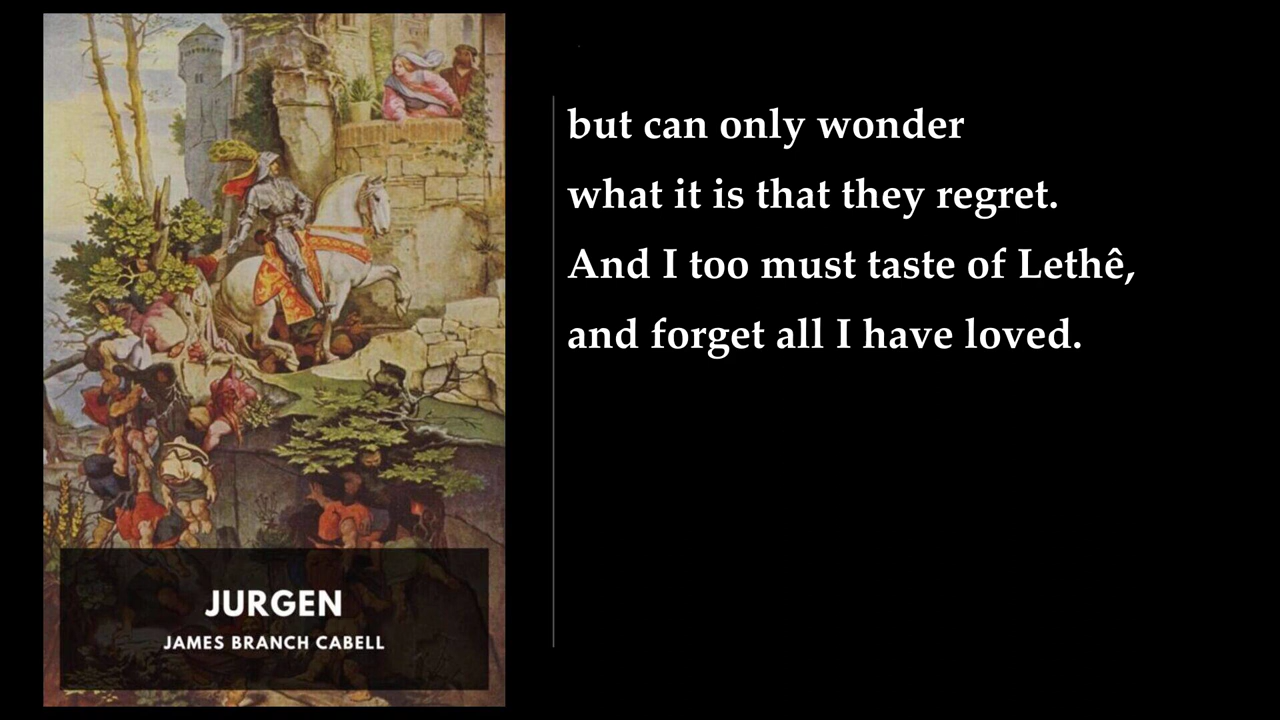 JURGEN
JAMES BRANCH CABELL
but can only wonder
what it is that they regret.
And I too must taste of Lethê,
and forget all I have loved.